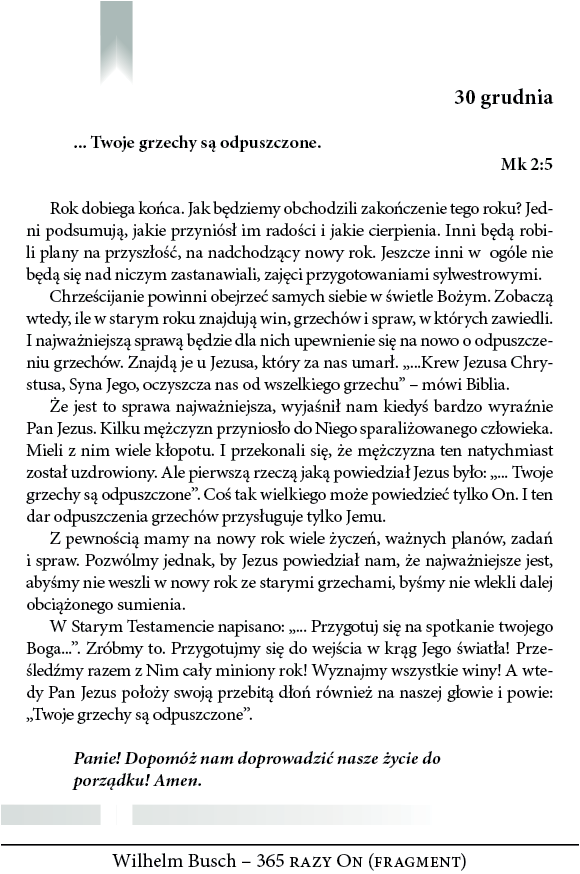 30 grudnia
... Twoje grzechy są odpuszczone.
Mk 2:5
Rok dobiega końca. Jak będziemy obchodzili zakończenie tego roku? Jed-
ni podsumują, jakie przyniósł im radości i jakie cierpienia. Inni będą robi-
li plany na przyszłość, na nadchodzący nowy rok. Jeszcze inni w ogóle nie
będą się nad niczym zastanawiali, zajęci przygotowaniami sylwestrowymi.
Chrześcijanie powinni obejrzeć samych siebie w świetle Bożym. Zobaczą
wtedy, ile w starym roku znajdują win, grzechów i spraw, w których zawiedli.
I najważniejszą sprawą będzie dla nich upewnienie się na nowo o odpuszcze-
niu grzechów. Znajdą je u Jezusa, który za nas umarł. „...Krew Jezusa Chry-
stusa, Syna Jego, oczyszcza nas od wszelkiego grzechu” – mówi Biblia.
Że jest to sprawa najważniejsza, wyjaśnił nam kiedyś bardzo wyraźnie
Pan Jezus. Kilku mężczyzn przyniosło do Niego sparaliżowanego człowieka.
Mieli z nim wiele kłopotu. I przekonali się, że mężczyzna ten natychmiast
został uzdrowiony. Ale pierwszą rzeczą jaką powiedział Jezus było: „... Twoje
grzechy są odpuszczone”. Coś tak wielkiego może powiedzieć tylko On. I ten
dar odpuszczenia grzechów przysługuje tylko Jemu.
Z pewnością mamy na nowy rok wiele życzeń, ważnych planów, zadań
i spraw. Pozwólmy jednak, by Jezus powiedział nam, że najważniejsze jest,
abyśmy nie weszli w nowy rok ze starymi grzechami, byśmy nie wlekli dalej
obciążonego sumienia.
W Starym Testamencie napisano: „... Przygotuj się na spotkanie twojego
Boga...”. Zróbmy to. Przygotujmy się do wejścia w krąg Jego światła! Prze-
śledźmy razem z Nim cały miniony rok! Wyznajmy wszystkie winy! A wte-
dy Pan Jezus położy swoją przebitą dłoń również na naszej głowie i powie:
„Twoje grzechy są odpuszczone”.
Panie! Dopomóż nam doprowadzić nasze życie do
porządku! Amen.
Wilhelm Busch – 365 RAZY ON (FRAGMENT)